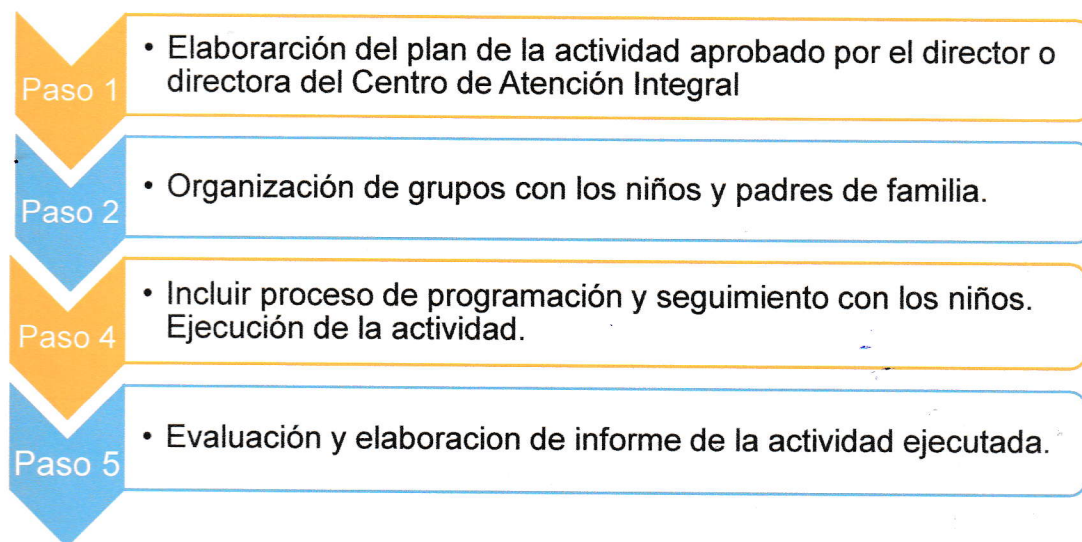 Paso 1
• Elaborarción del plan de la actividad aprobado por el director o
directora del Centro de Atención Integral
Paso 2
• Organización de grupos con los niños y padres de familia.
Paso 4
• Incluir proceso de programación y seguimiento con los niños.
Ejecución de la actividad.
Paso 5
• Evaluación y elaboracion de informe de la actividad ejecutada.